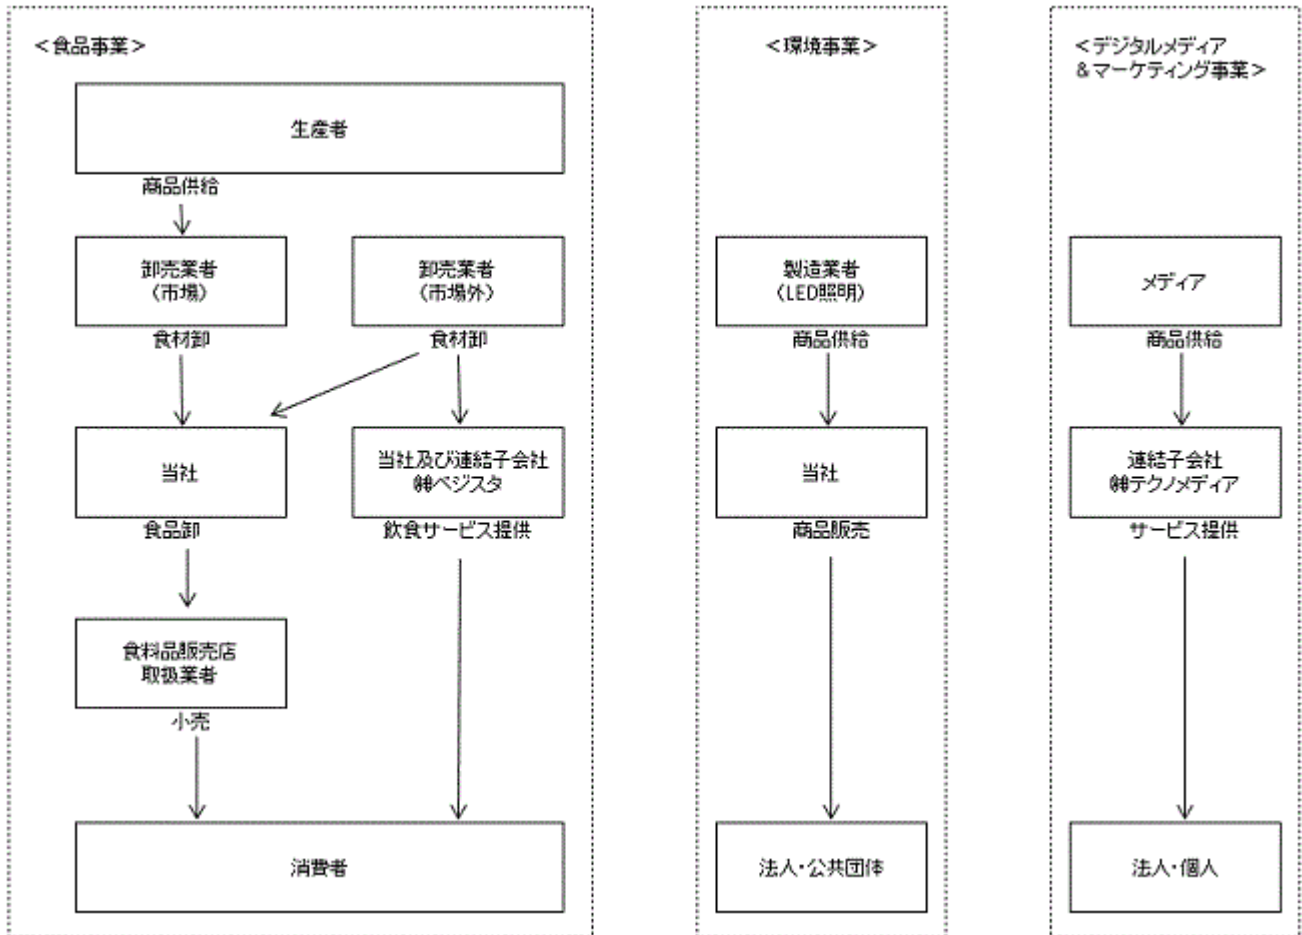 ＜食品事業＞
生産者
商品供給
卸売業者
（市場）
卸売業者
（市場外）
食材卸
食材卸
当社
当社及び連結子会社
㈱ベジスタ
食品卸
飲食サービス提供
食料品販売店
取扱業者
小売
消費者
＜環境事業＞
製造業者
（LED照明）
商品供給
当社
商品販売
法人・公共団体
＜デジタルメディア
＆マーケティング事業＞
メディア
商品供給
連結子会社
㈱テクノメディア
サービス提供
法人・個人